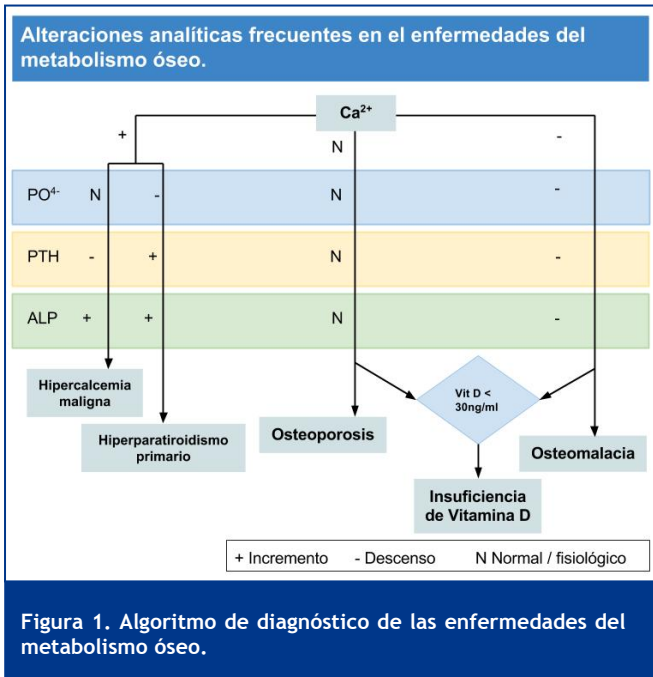 Alteraciones analíticas frecuentes en el enfermedades del
metabolismo óseo.
Ca²⁺
+
N
-
PO⁴⁻ N - N -
PTH - + N -
ALP + + N -
Hipercalcemia
maligna
Hiperparatiroidismo
primario
Osteoporosis
Vit D <
30ng/ml
Osteomalacia
Insuficiencia
de Vitamina D
+ Incremento - Descenso N Normal / fisiológico
Figura 1. Algoritmo de diagnóstico de las enfermedades del
metabolismo óseo.